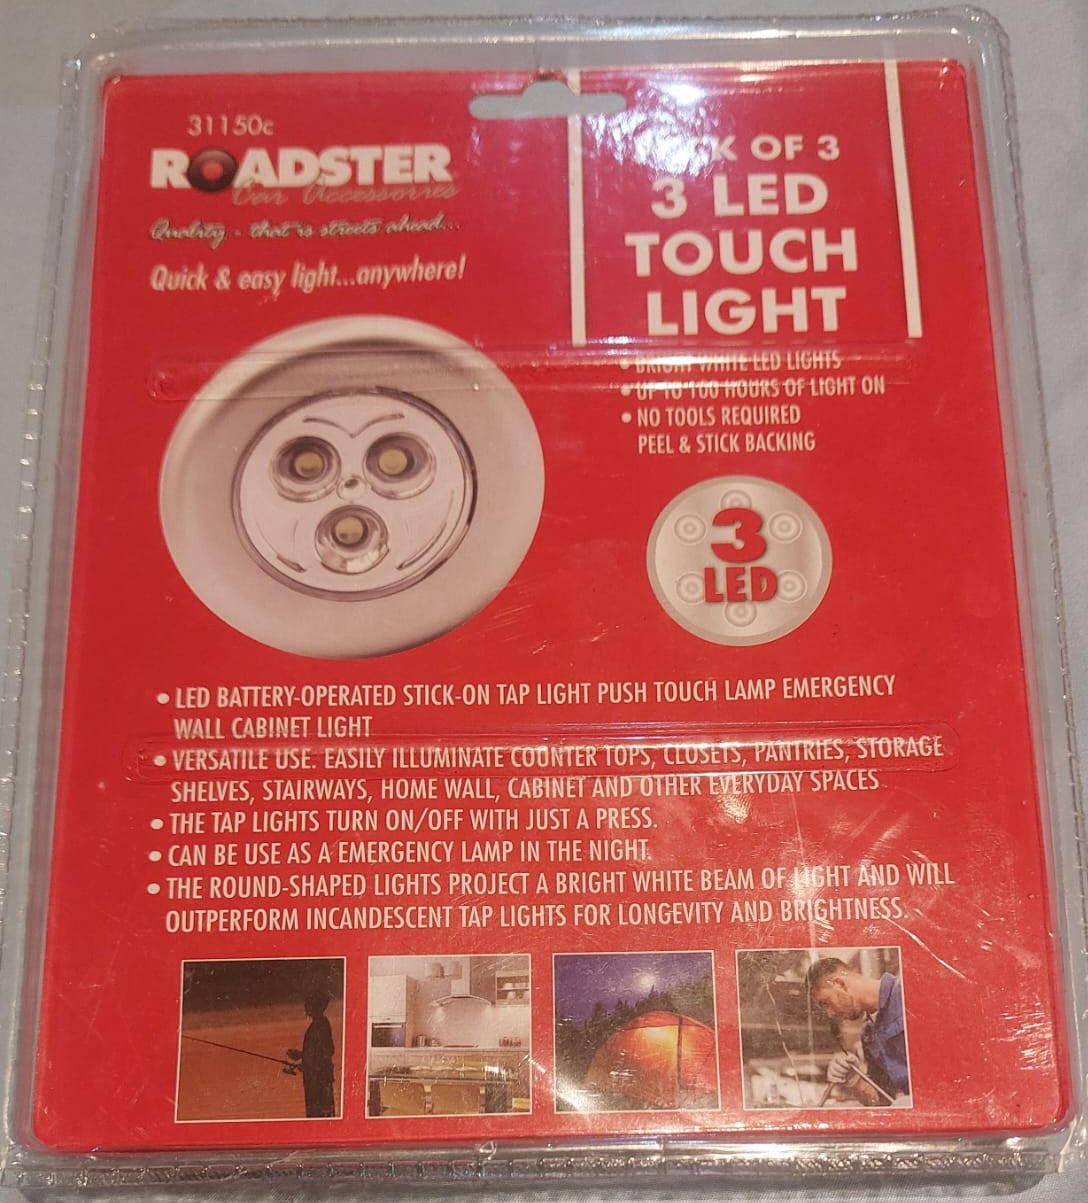 31150c
ROADSTER
Car Accessories
Quality - that is streets ahead...
Quick & easy light...anywhere!
PACK OF 3
3 LED
TOUCH
LIGHT
• BRIGHT WHITE LED LIGHTS
• UP TO 100 HOURS OF LIGHT ON
• NO TOOLS REQUIRED
PEEL & STICK BACKING
3
LED
• LED BATTERY-OPERATED STICK-ON TAP LIGHT PUSH TOUCH LAMP EMERGENCY
WALL CABINET LIGHT
• VERSATILE USE. EASILY ILLUMINATE COUNTER TOPS, CLOSETS, PANTRIES, STORAGE
SHELVES, STAIRWAYS, HOME WALL, CABINET AND OTHER EVERYDAY SPACES
• THE TAP LIGHTS TURN ON/OFF WITH JUST A PRESS.
• CAN BE USE AS A EMERGENCY LAMP IN THE NIGHT.
• THE ROUND-SHAPED LIGHTS PROJECT A BRIGHT WHITE BEAM OF LIGHT AND WILL
OUTPERFORM INCANDESCENT TAP LIGHTS FOR LONGEVITY AND BRIGHTNESS.